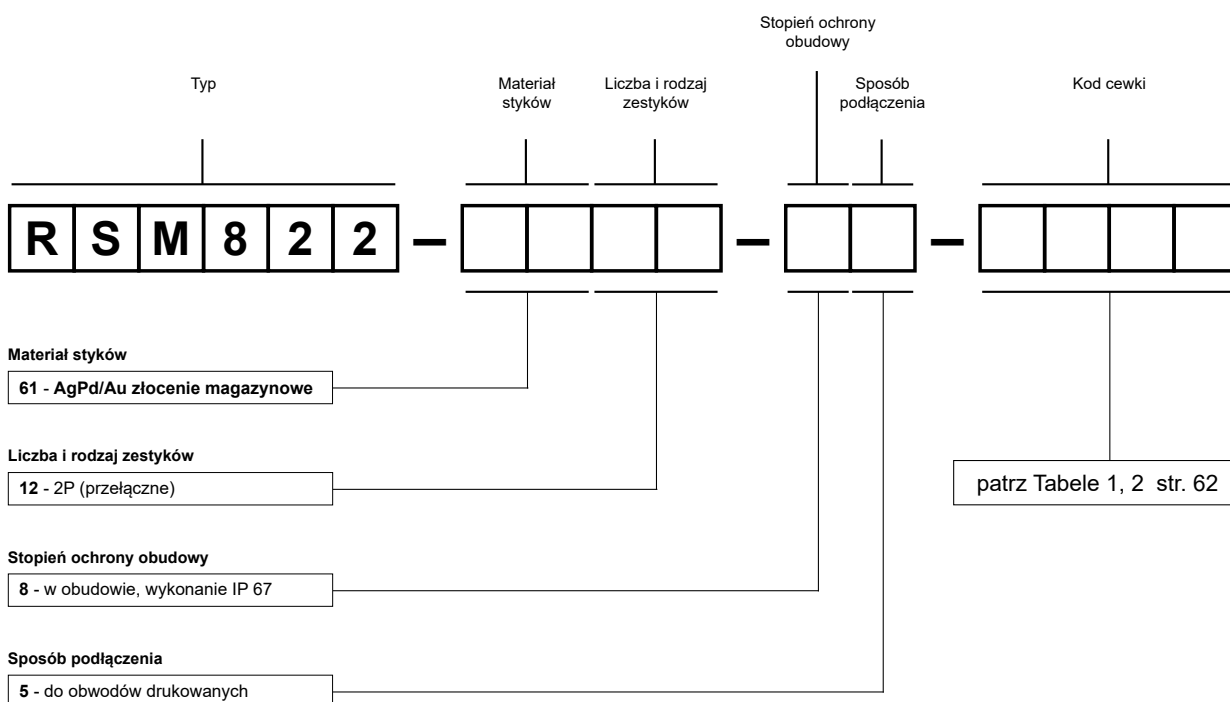 Stopień ochrony
obudowy
Typ
Materiał
styków
Liczba i rodzaj
zestyków
Sposób
podłączenia
Kod cewki
R S M 8 2 2 – – –
Materiał styków
61 - AgPd/Au złocenie magazynowe
Liczba i rodzaj zestyków
12 - 2P (przełączne)
patrz Tabele 1, 2 str. 62
Stopień ochrony obudowy
8 - w obudowie, wykonanie IP 67
Sposób podłączenia
5 - do obwodów drukowanych